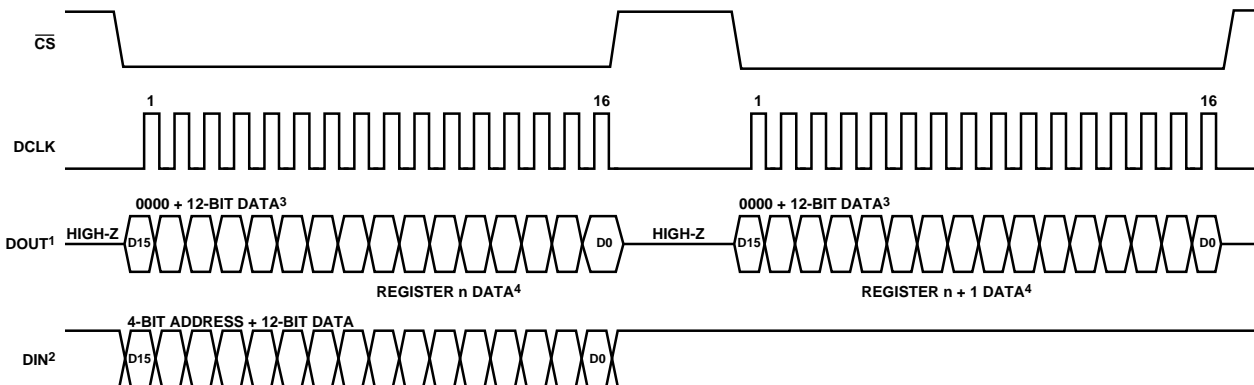 CS
1 16 1 16
DCLK
0000 + 12-BIT DATA3 0000 + 12-BIT DATA3
DOUT1 HIGH-Z D15 D0 HIGH-Z D15 D0
REGISTER n DATA4 REGISTER n + 1 DATA4
4-BIT ADDRESS + 12-BIT DATA
DIN2 D15 D0